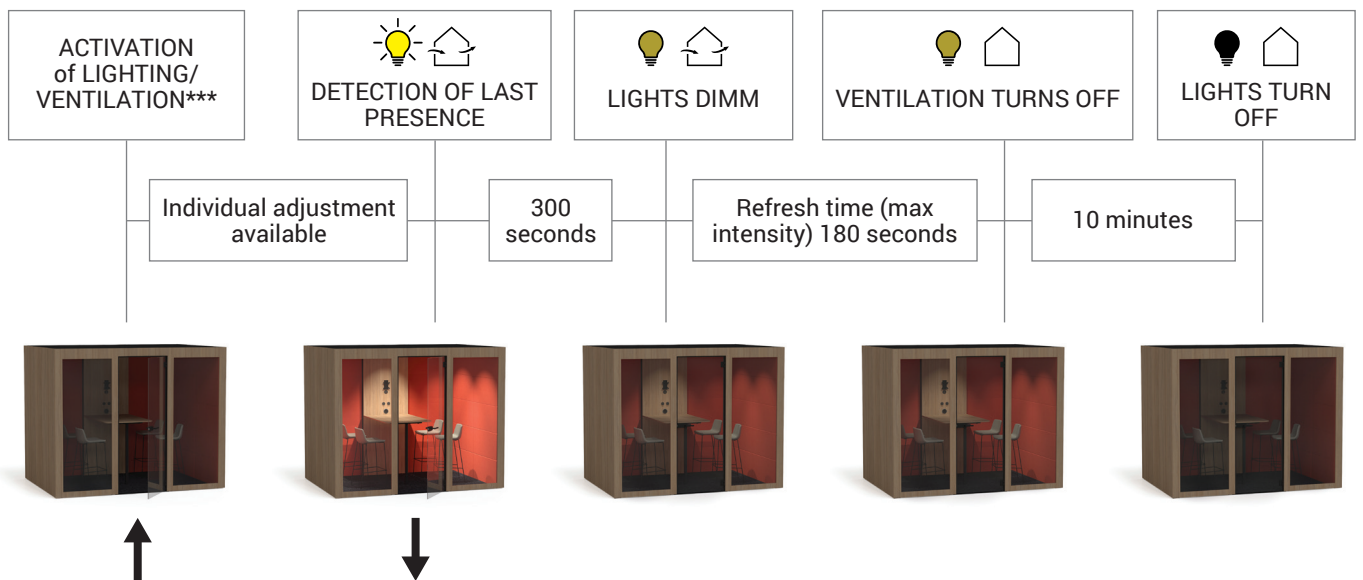 ACTIVATION
of LIGHTING/
VENTILATION***
DETECTION OF LAST
PRESENCE
LIGHTS DIMM
VENTILATION TURNS OFF
LIGHTS TURN
OFF
Individual adjustment
available
300
seconds
Refresh time (max
intensity) 180 seconds
10 minutes